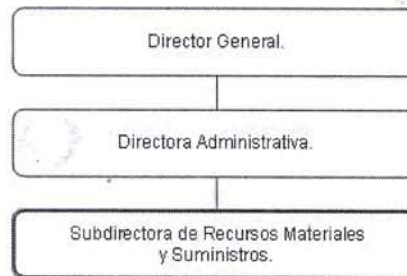 Director General.
Directora Administrativa.
Subdirectora de Recursos Materiales
y Suministros.